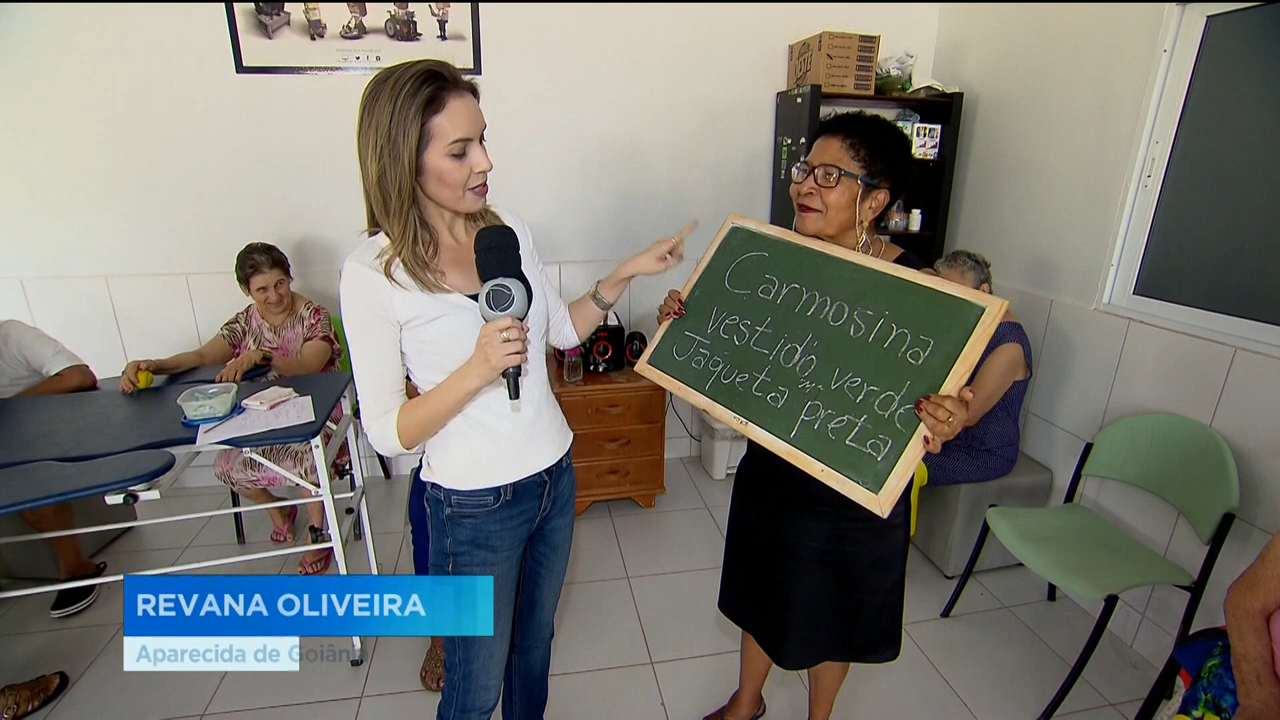 Carmosina
vestido verde
Jaqueta preta
REVANA OLIVEIRA
Aparecida de Goiânia